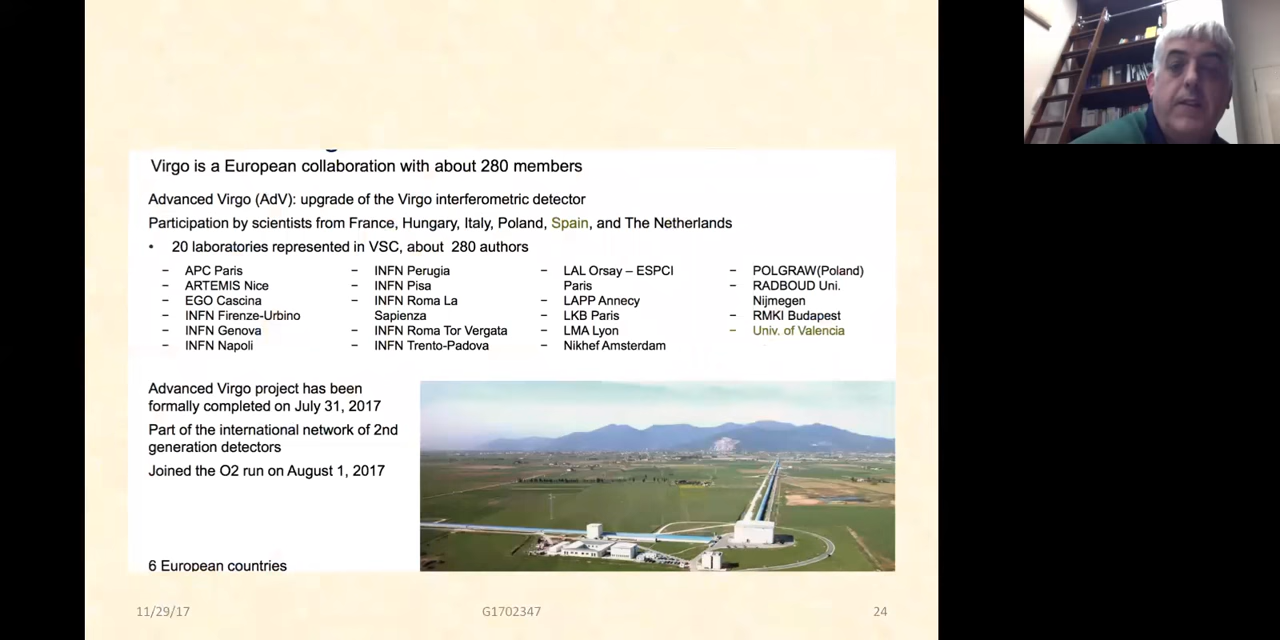 Virgo is a European collaboration with about 280 members
Advanced Virgo (AdV): upgrade of the Virgo interferometric detector
Participation by scientists from France, Hungary, Italy, Poland, Spain, and The Netherlands
• 20 laboratories represented in VSC, about 280 authors
− APC Paris
− ARTEMIS Nice
− EGO Cascina
− INFN Firenze-Urbino
− INFN Genova
− INFN Napoli
− INFN Perugia
− INFN Pisa
− INFN Roma La
Sapienza
− INFN Roma Tor Vergata
− INFN Trento-Padova
− LAL Orsay – ESPCI
Paris
− LAPP Annecy
− LKB Paris
− LMA Lyon
− Nikhef Amsterdam
− POLGRAW(Poland)
− RADBOUD Uni.
Nijmegen
− RMKI Budapest
− Univ. of Valencia
Advanced Virgo project has been
formally completed on July 31, 2017
Part of the international network of 2nd
generation detectors
Joined the O2 run on August 1, 2017
6 European countries
11/29/17
G1702347
24